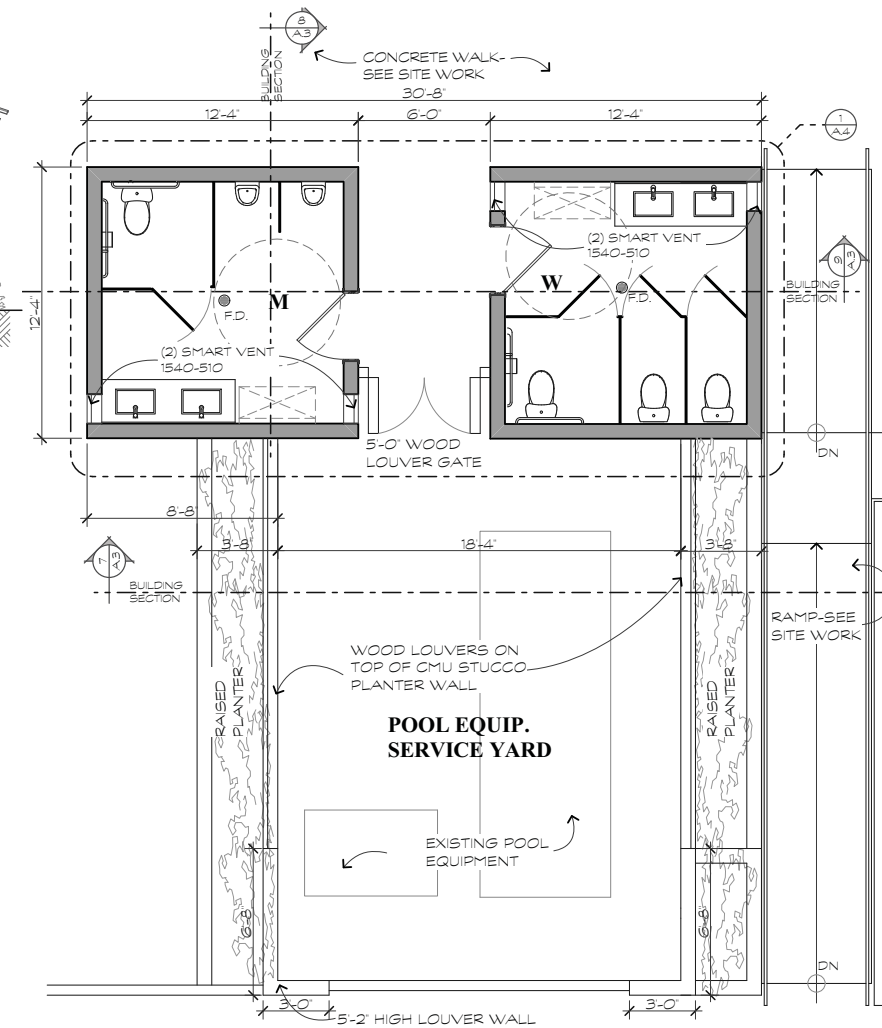 8
A.3
BUILDING
SECTION
CONCRETE WALK-
SEE SITE WORK
30'-8"
12'-4"
6'-0"
12'-4"
1
A.4
12'-4"
(2) SMART VENT
1540-510
W
M
F.D.
F.D.
9
A.3
BUILDING
SECTION
(2) SMART VENT
1540-510
5'-0" WOOD
LOUVER GATE
DN
8'-8"
3'-8"
18'-4"
3'-8"
7
A.3
BUILDING
SECTION
RAMP-SEE
SITE WORK
WOOD LOUVERS ON
TOP OF CMU STUCCO
PLANTER WALL
RAISED
PLANTER
RAISED
PLANTER
POOL EQUIP.
SERVICE YARD
EXISTING POOL
EQUIPMENT
6'-8"
6'-8"
DN
3'-0"
3'-0"
5'-2" HIGH LOUVER WALL